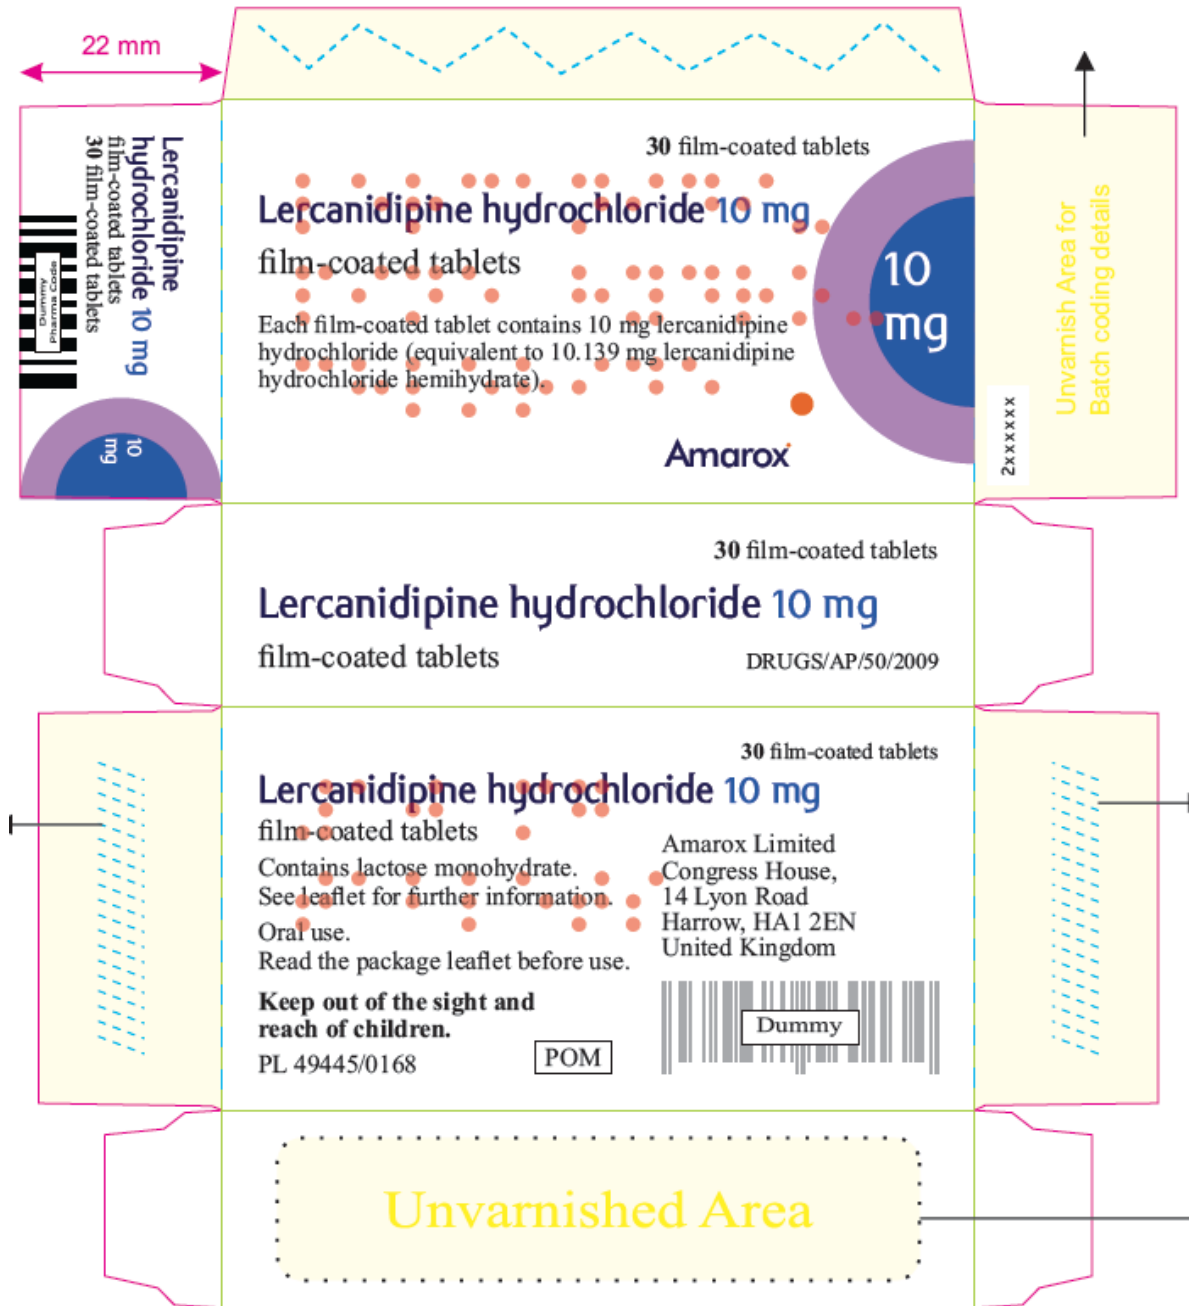 22 mm
Lercanidipine
hydrochloride 10 mg
film-coated tablets
30 film-coated tablets
Dummy
Pharma Code
10
mg
30 film-coated tablets
Lercanidipine hydrochloride 10 mg
film-coated tablets
Each film-coated tablet contains 10 mg lercanidipine
hydrochloride (equivalent to 10.139 mg lercanidipine
hydrochloride hemihydrate).
Amarox
10
mg
2xxxxxx
Unvarnish Area for
Batch coding details
30 film-coated tablets
Lercanidipine hydrochloride 10 mg
film-coated tablets
DRUGS/AP/50/2009
30 film-coated tablets
Lercanidipine hydrochloride 10 mg
film-coated tablets
Contains lactose monohydrate.
See leaflet for further information.
Oral use.
Read the package leaflet before use.
Keep out of the sight and
reach of children.
PL 49445/0168
POM
Amarox Limited
Congress House,
14 Lyon Road
Harrow, HA1 2EN
United Kingdom
Dummy
Unvarnished Area